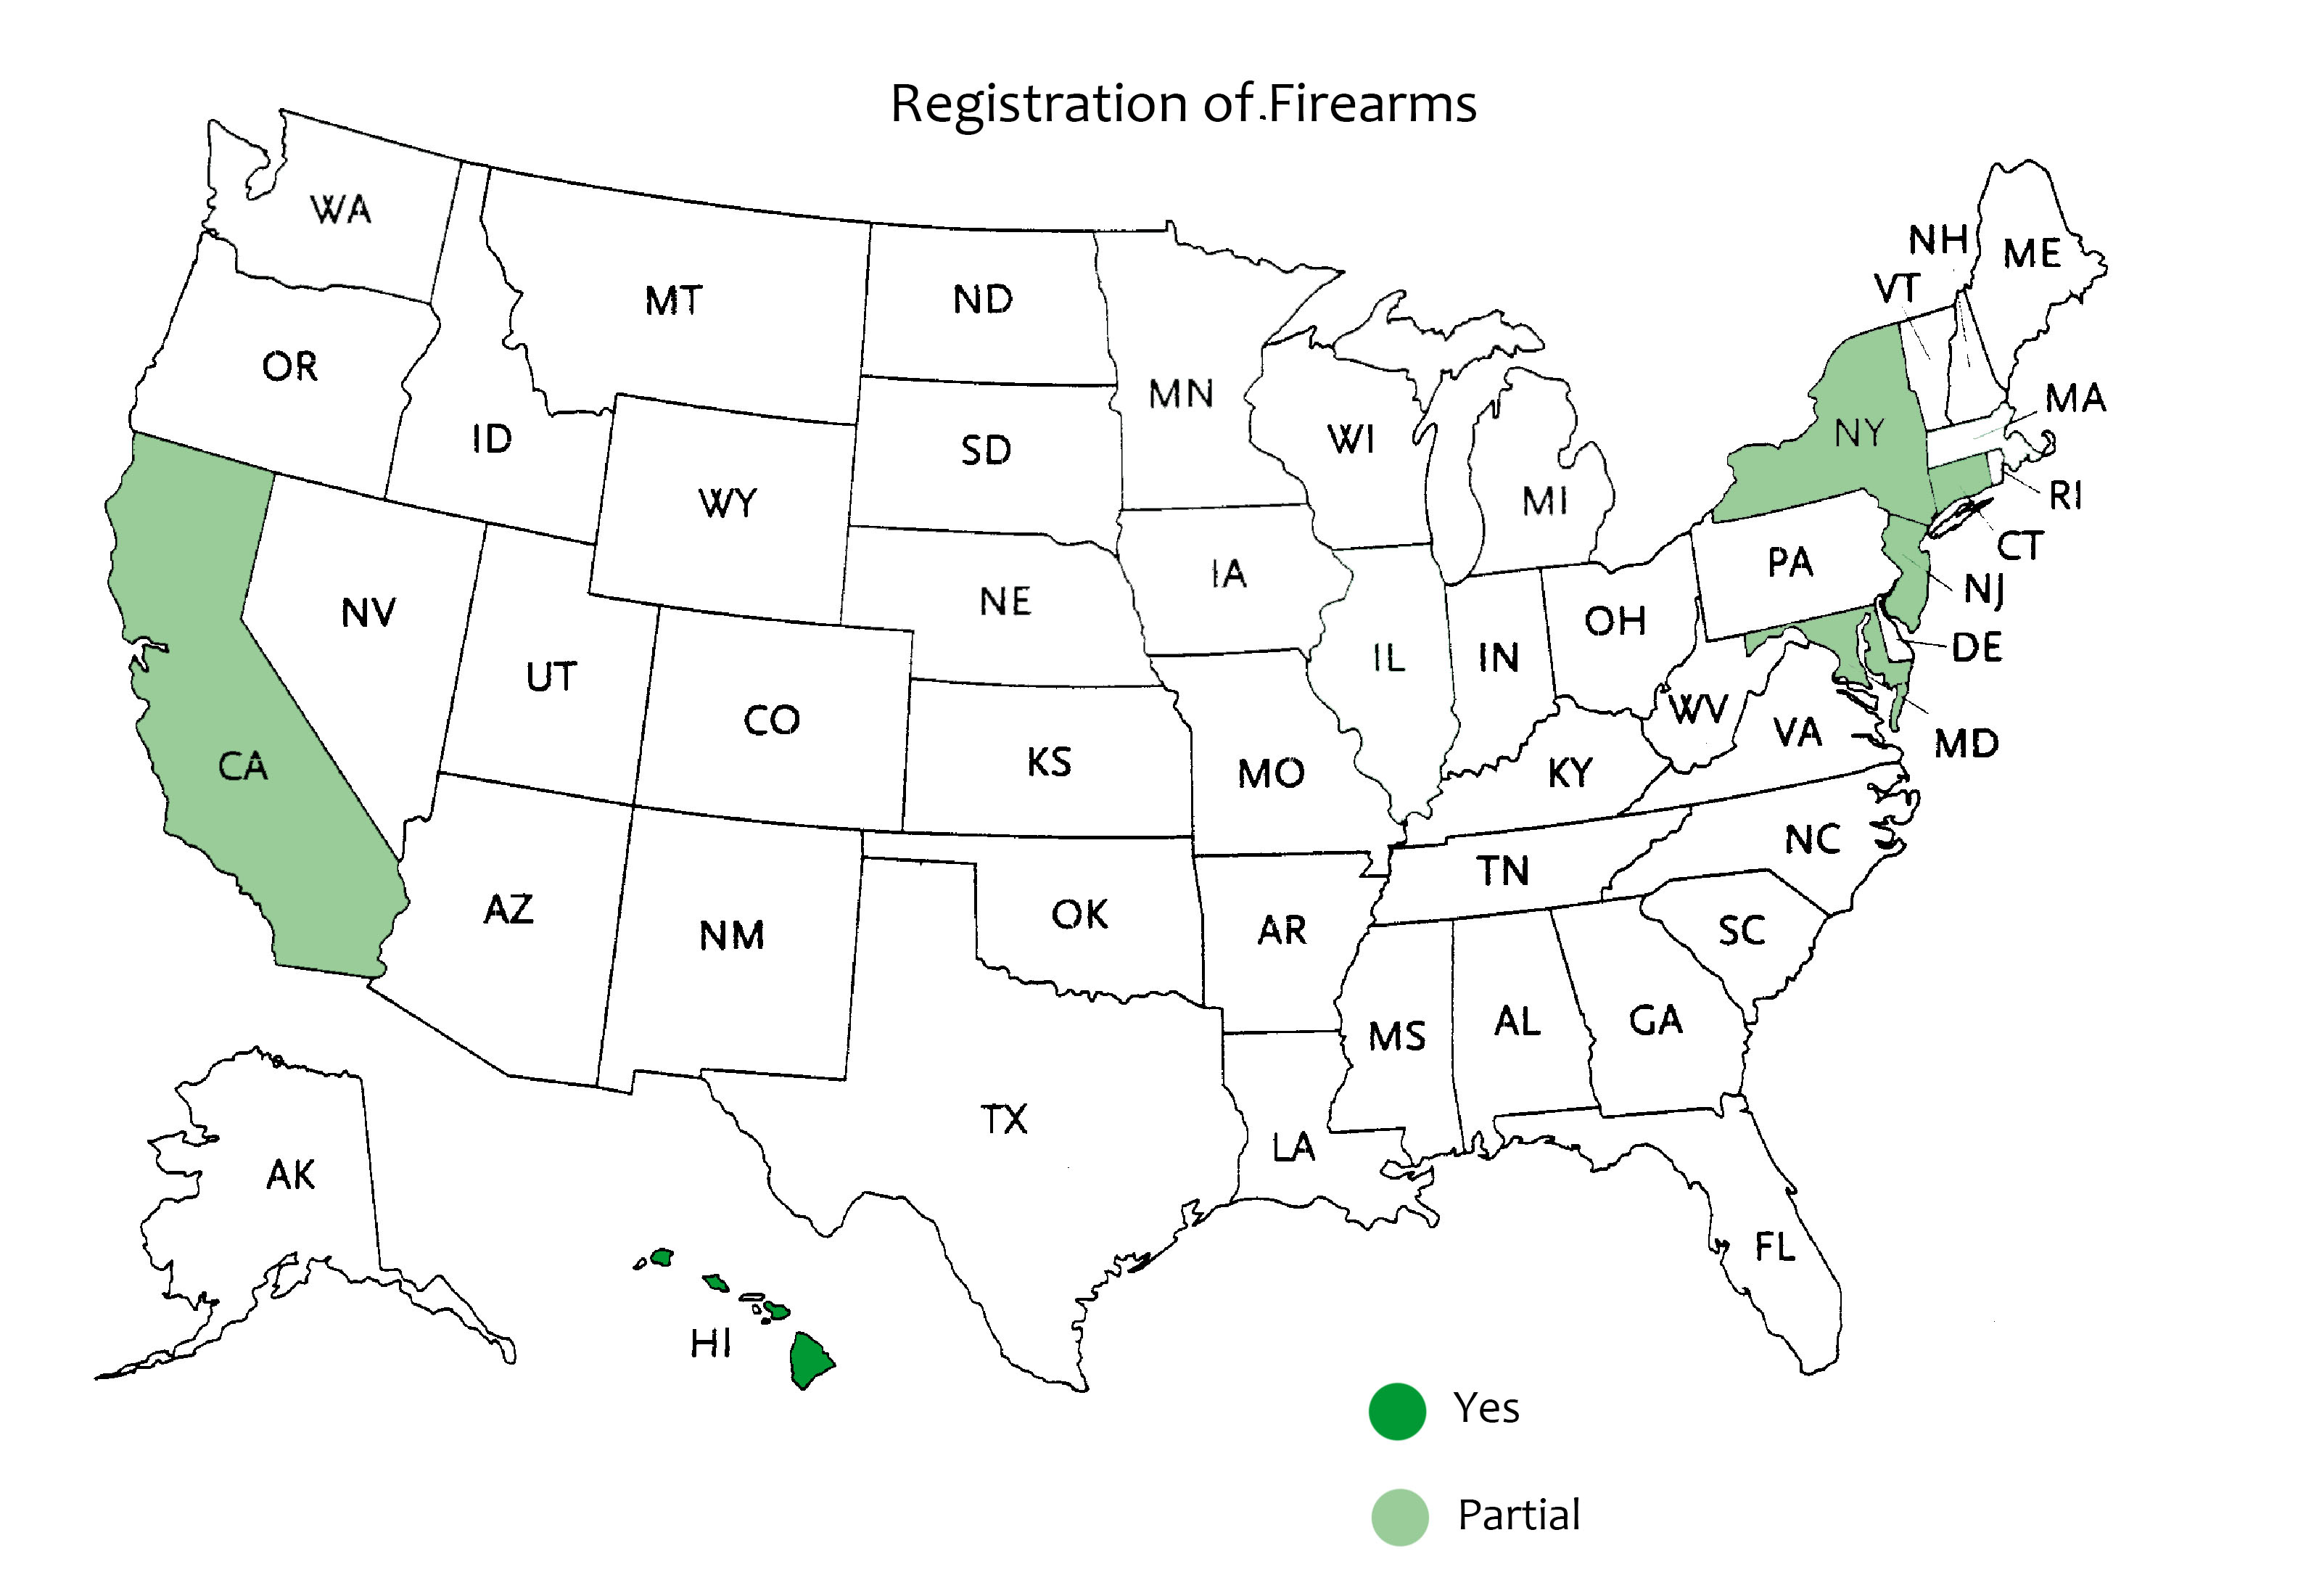 Registration of Firearms
WA
MT
ND
MN
OR
ID
WY
SD
WI
MI
NY
VT
NH
ME
MA
RI
CT
NJ
PA
DE
MD
NV
UT
CO
NE
IA
IL
IN
OH
WV
VA
CA
KS
MO
KY
AZ
NM
OK
AR
TN
NC
SC
TX
LA
MS
AL
GA
FL
AK
HI
Yes
Partial